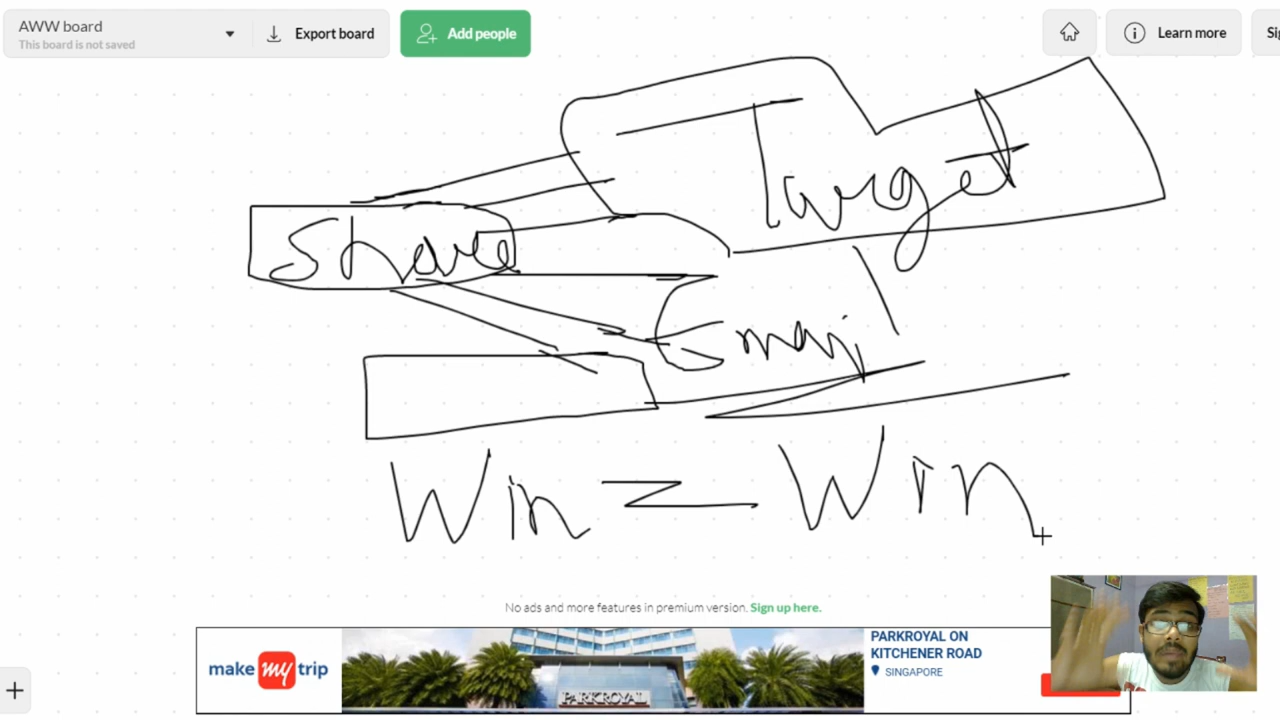 AWW board
This board is not saved
Export board
Add people
Learn more
Si
Target
Share
Email
Win = Win
No ads and more features in premium version. Sign up here.
make my trip
PARKROYAL
PARKROYAL ON
KITCHENER ROAD
SINGAPORE